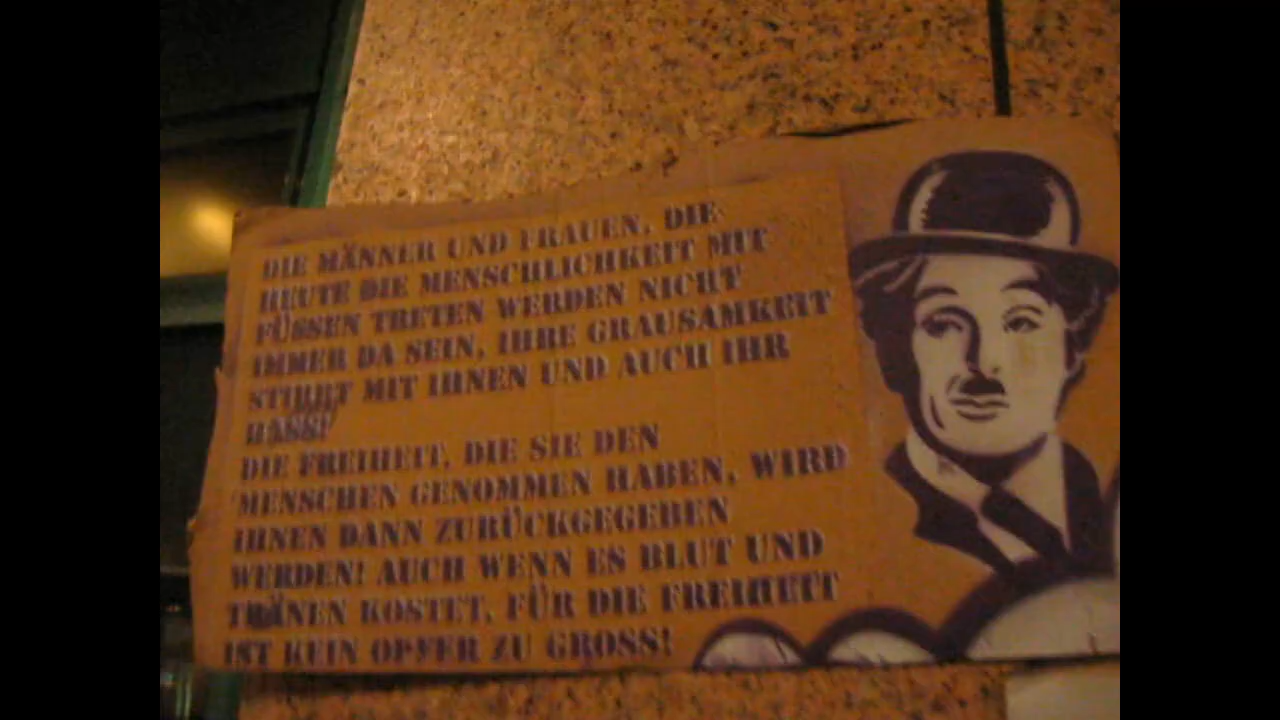 DIE MÄNNER UND FRAUEN, DIE
HEUTE DIE MENSCHLICHKEIT MIT
FÜSSEN TRETEN WERDEN NICHT
IMMER DA SEIN, IHRE GRAUSAMKEIT
STIRBT MIT IHNEN UND AUCH IHR
HASS!
DIE FREIHEIT, DIE SIE DEN
MENSCHEN GENOMMEN HABEN, WIRD
IHNEN DANN ZURÜCKGEGEBEN
WERDEN! AUCH WENN ES BLUT UND
TRÄNEN KOSTET, FÜR DIE FREIHEIT
IST KEIN OPFER ZU GROSS!